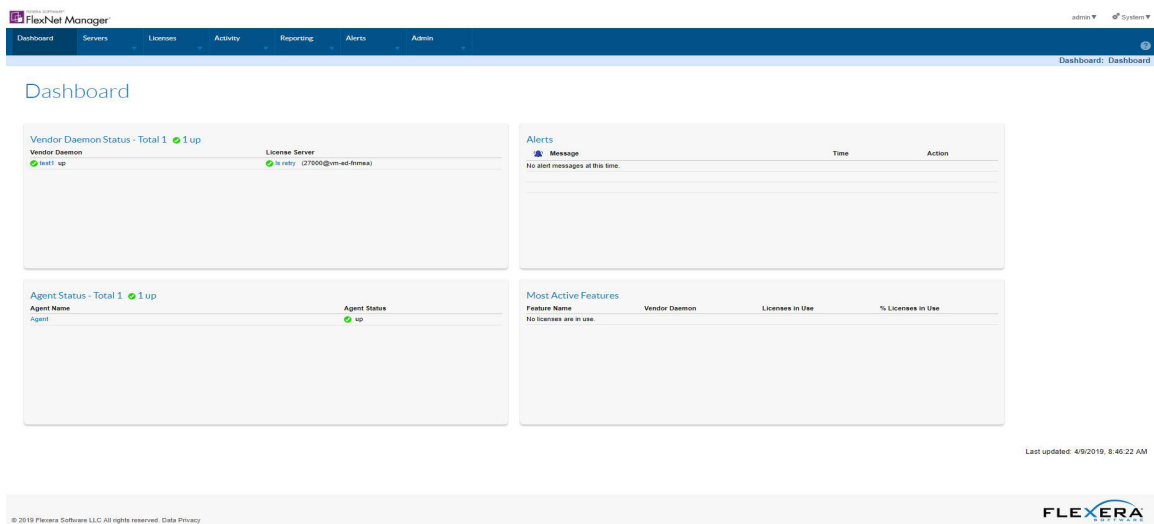 FLEXERA SOFTWARE
FlexNet Manager
admin System
Dashboard Servers Licenses Activity Reporting Alerts Admin
Dashboard: Dashboard
Dashboard
Vendor Daemon Status - Total 1 1 up
Vendor Daemon License Server
test1 up ls retry (27000@vm-ed-fnmea)
Alerts
Message Time Action
No alert messages at this time.
Agent Status - Total 1 1 up
Agent Name Agent Status
Agent up
Most Active Features
Feature Name Vendor Daemon Licenses in Use % Licenses in Use
No licenses are in use.
Last updated: 4/9/2019, 8:46:22 AM
© 2019 Flexera Software LLC All rights reserved. Data Privacy
FLEXERA
SOFTWARE